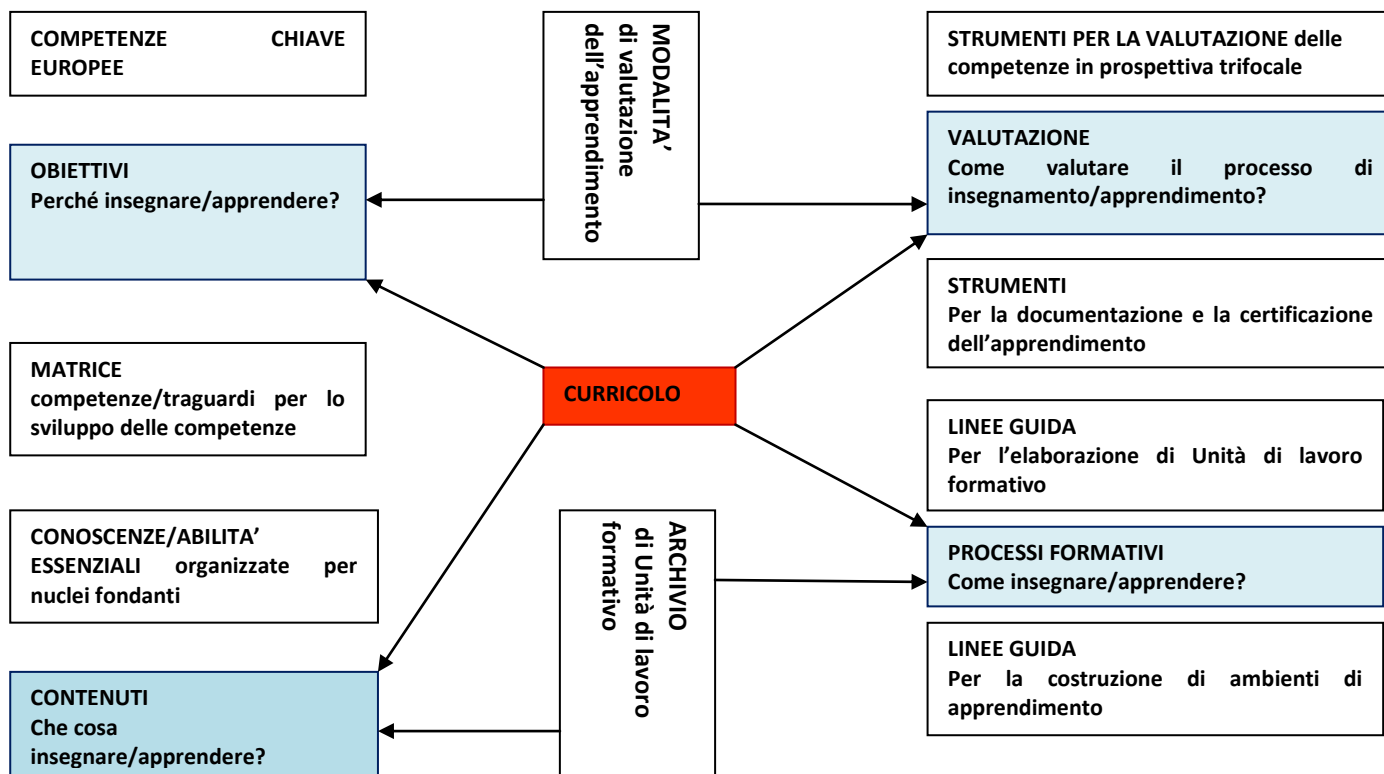 COMPETENZE CHIAVE
EUROPEE
OBIETTIVI
Perché insegnare/apprendere?
MATRICE
competenze/traguardi per lo
sviluppo delle competenze
CONOSCENZE/ABILITA’
ESSENZIALI organizzate per
nuclei fondanti
CONTENUTI
Che cosa
insegnare/apprendere?
MODALITA’
di valutazione
dell’apprendimento
CURRICOLO
ARCHIVIO
di Unità di lavoro
formativo
STRUMENTI PER LA VALUTAZIONE delle
competenze in prospettiva trifocale
VALUTAZIONE
Come valutare il processo di
insegnamento/apprendimento?
STRUMENTI
Per la documentazione e la certificazione
dell’apprendimento
LINEE GUIDA
Per l’elaborazione di Unità di lavoro
formativo
PROCESSI FORMATIVI
Come insegnare/apprendere?
LINEE GUIDA
Per la costruzione di ambienti di
apprendimento